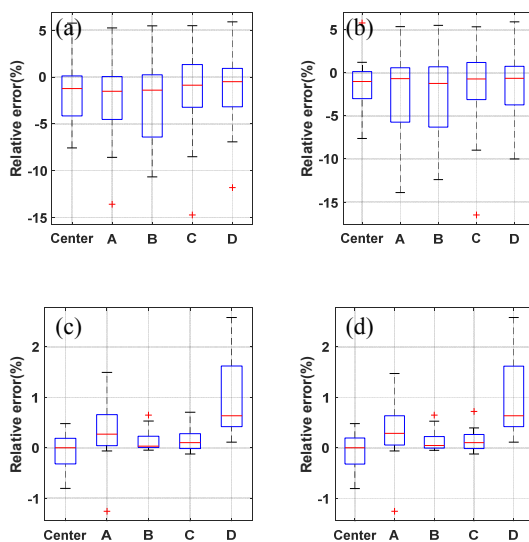 (a)
Relative error(%)
5
0
-5
-10
-15
Center A B C D
(b)
Relative error(%)
5
0
-5
-10
-15
Center A B C D
(c)
Relative error(%)
2
1
0
-1
Center A B C D
(d)
Relative error(%)
2
1
0
-1
Center A B C D